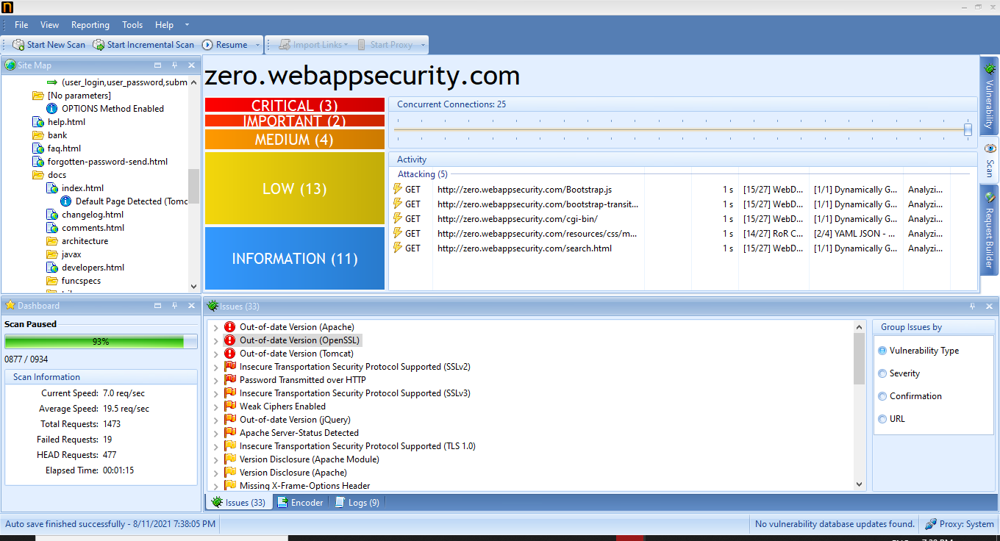 n
File View Reporting Tools Help
Start New Scan Start Incremental Scan Resume Import Links Start Proxy
Site Map
(user_login,user_password,subm
[No parameters]
OPTIONS Method Enabled
help.html
bank
faq.html
forgotten-password-send.html
docs
index.html
Default Page Detected (Tomc
changelog.html
comments.html
architecture
javax
developers.html
funcspecs
zero.webappsecurity.com
CRITICAL (3)
IMPORTANT (2)
MEDIUM (4)
LOW (13)
INFORMATION (11)
Concurrent Connections: 25
Activity
Attacking (5)
GET http://zero.webappsecurity.com/Bootstrap.js 1 s [15/27] WebD... [1/1] Dynamically G... Analyzi...
GET http://zero.webappsecurity.com/bootstrap-transit... 1 s [15/27] WebD... [1/1] Dynamically G... Analyzi...
GET http://zero.webappsecurity.com/cgi-bin/ 1 s [15/27] WebD... [1/1] Dynamically G... Analyzi...
GET http://zero.webappsecurity.com/resources/css/m... 1 s [14/27] RoR C... [2/4] YAML JSON - ... Analyzi...
GET http://zero.webappsecurity.com/search.html 1 s [15/27] WebD... [1/1] Dynamically G... Analyzi...
Vulnerability
Scan
Request Builder
Dashboard
Scan Paused
93%
0877 / 0934
Scan Information
Current Speed: 7.0 req/sec
Average Speed: 19.5 req/sec
Total Requests: 1473
Failed Requests: 19
HEAD Requests: 477
Elapsed Time: 00:01:15
Issues (33)
Out-of-date Version (Apache)
Out-of-date Version (OpenSSL)
Out-of-date Version (Tomcat)
Insecure Transportation Security Protocol Supported (SSLv2)
Password Transmitted over HTTP
Insecure Transportation Security Protocol Supported (SSLv3)
Weak Ciphers Enabled
Out-of-date Version (jQuery)
Apache Server-Status Detected
Insecure Transportation Security Protocol Supported (TLS 1.0)
Version Disclosure (Apache Module)
Version Disclosure (Apache)
Missing X-Frame-Options Header
Group Issues by
Vulnerability Type
Severity
Confirmation
URL
Issues (33) Encoder Logs (9)
Auto save finished successfully - 8/11/2021 7:38:05 PM
No vulnerability database updates found. Proxy: System